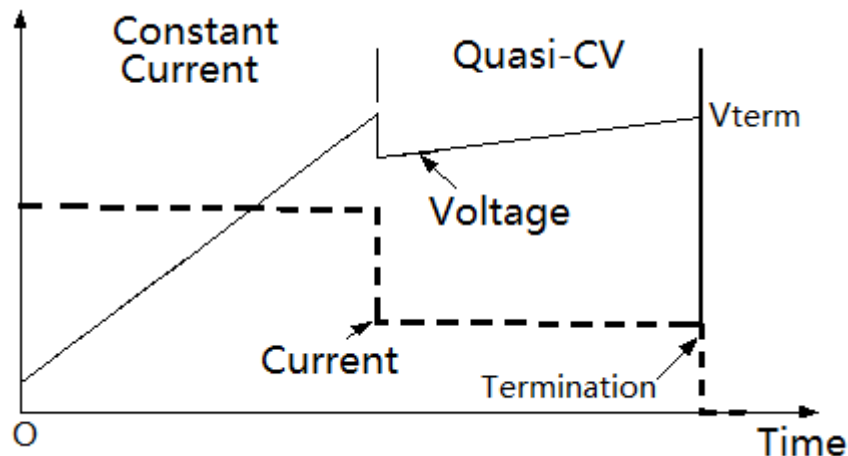 Constant
Current
Quasi-CV
Vterm
Voltage
Current
Termination
O
Time